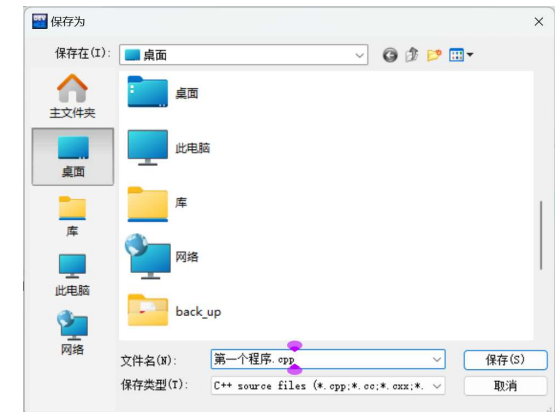 保存为
保存在(I):
桌面
主文件夹
桌面
库
此电脑
网络
桌面
此电脑
库
网络
back_up
文件名(N):
第一个程序.cpp
保存(S)
保存类型(T):
C++ source files (*.cpp;*.cc;*.cxx;*.
取消